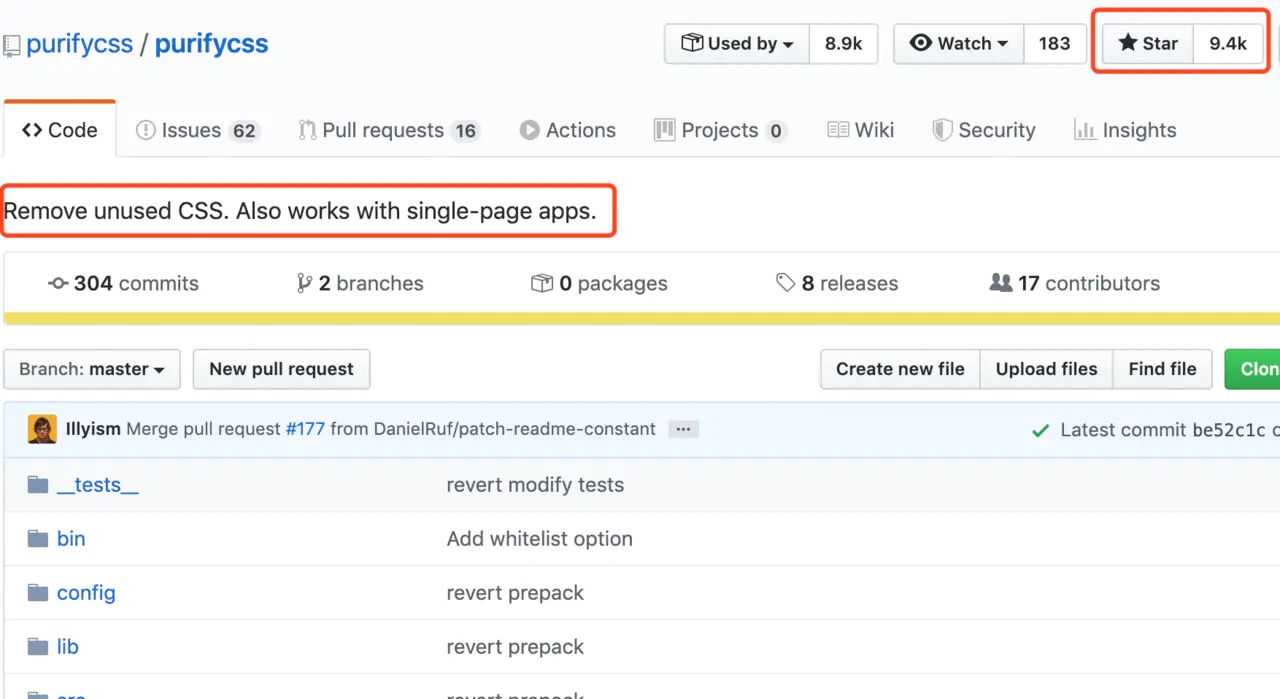 purifycss / purifycss
Used by 8.9k Watch 183 Star 9.4k
Code Issues 62 Pull requests 16 Actions Projects 0 Wiki Security Insights
Remove unused CSS. Also works with single-page apps.
304 commits 2 branches 0 packages 8 releases 17 contributors
Branch: master New pull request Create new file Upload files Find file Clon
Illyism Merge pull request #177 from DanielRuf/patch-readme-constant ... Latest commit be52c1c
__tests__ revert modify tests
bin Add whitelist option
config revert prepack
lib revert prepack
src revert prepack